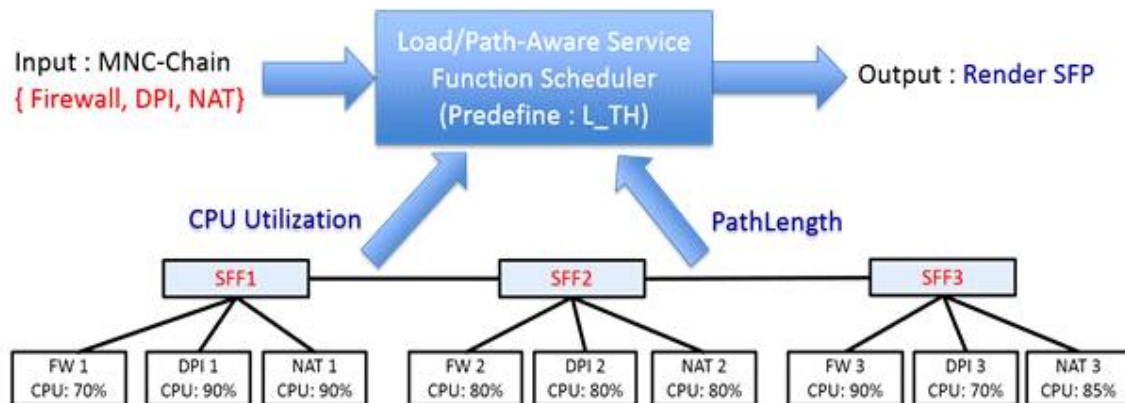 Load/Path-Aware Service
Function Scheduler
(Predefine : L_TH)
Input : MNC-Chain
{ Firewall, DPI, NAT}
Output : Render SFP
CPU Utilization
PathLength
SFF1
SFF2
SFF3
FW 1
CPU: 70%
DPI 1
CPU: 90%
NAT 1
CPU: 90%
FW 2
CPU: 80%
DPI 2
CPU: 80%
NAT 2
CPU: 80%
FW 3
CPU: 90%
DPI 3
CPU: 70%
NAT 3
CPU: 85%